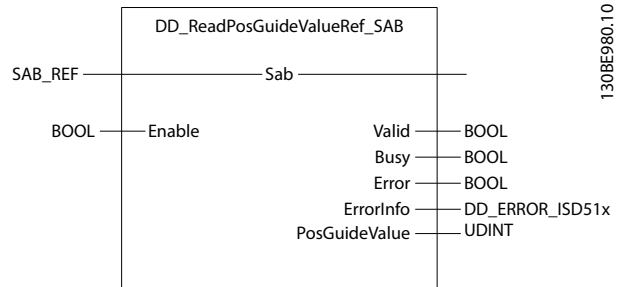 DD_ReadPosGuideValueRef_SAB
SAB_REF Sab
BOOL Enable Valid BOOL
Busy BOOL
Error BOOL
ErrorInfo DD_ERROR_ISD51x
PosGuideValue UDINT
130BE980.10